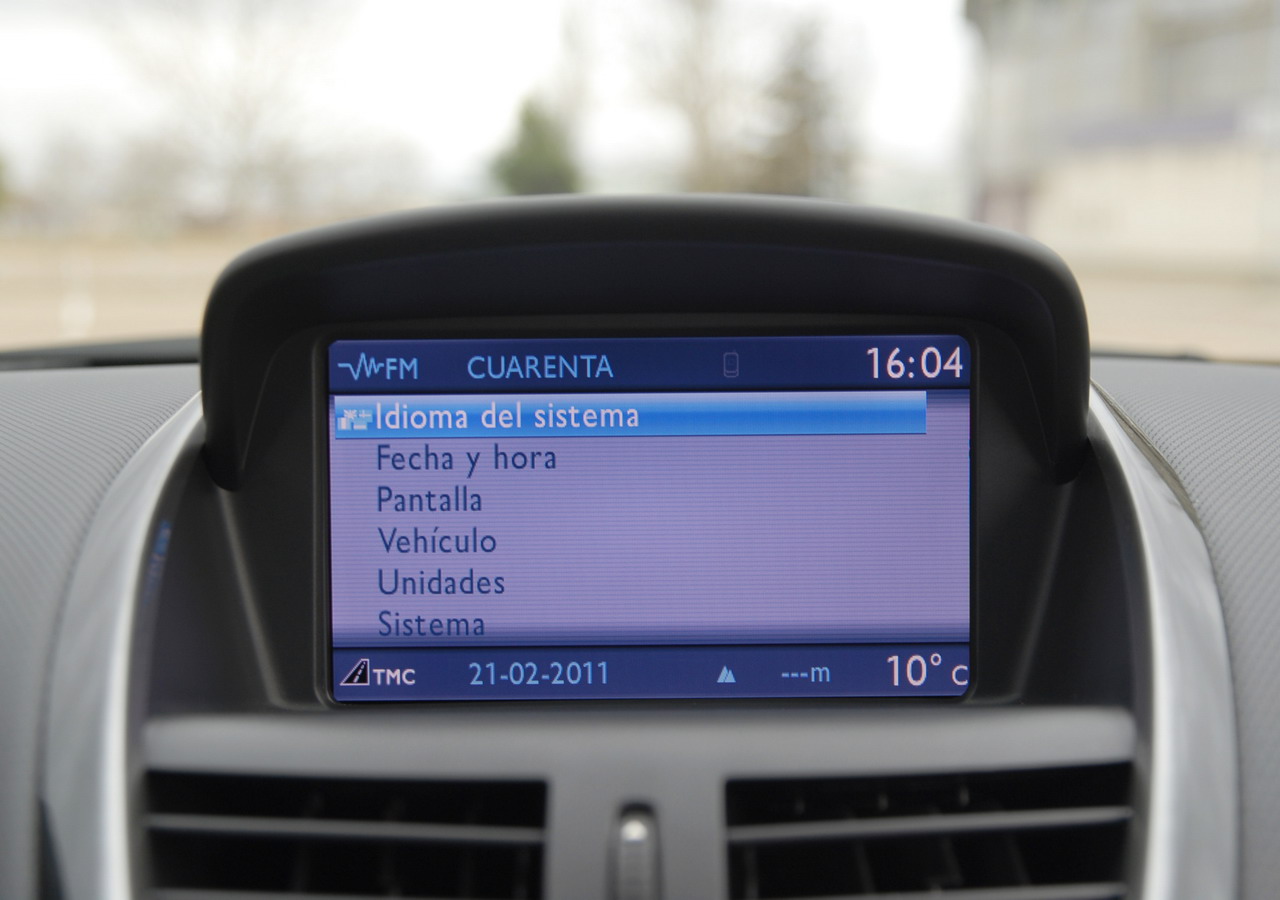 FM CUARENTA 16:04
Idioma del sistema
Fecha y hora
Pantalla
Vehículo
Unidades
Sistema
TMC 21-02-2011 ---m 10° C